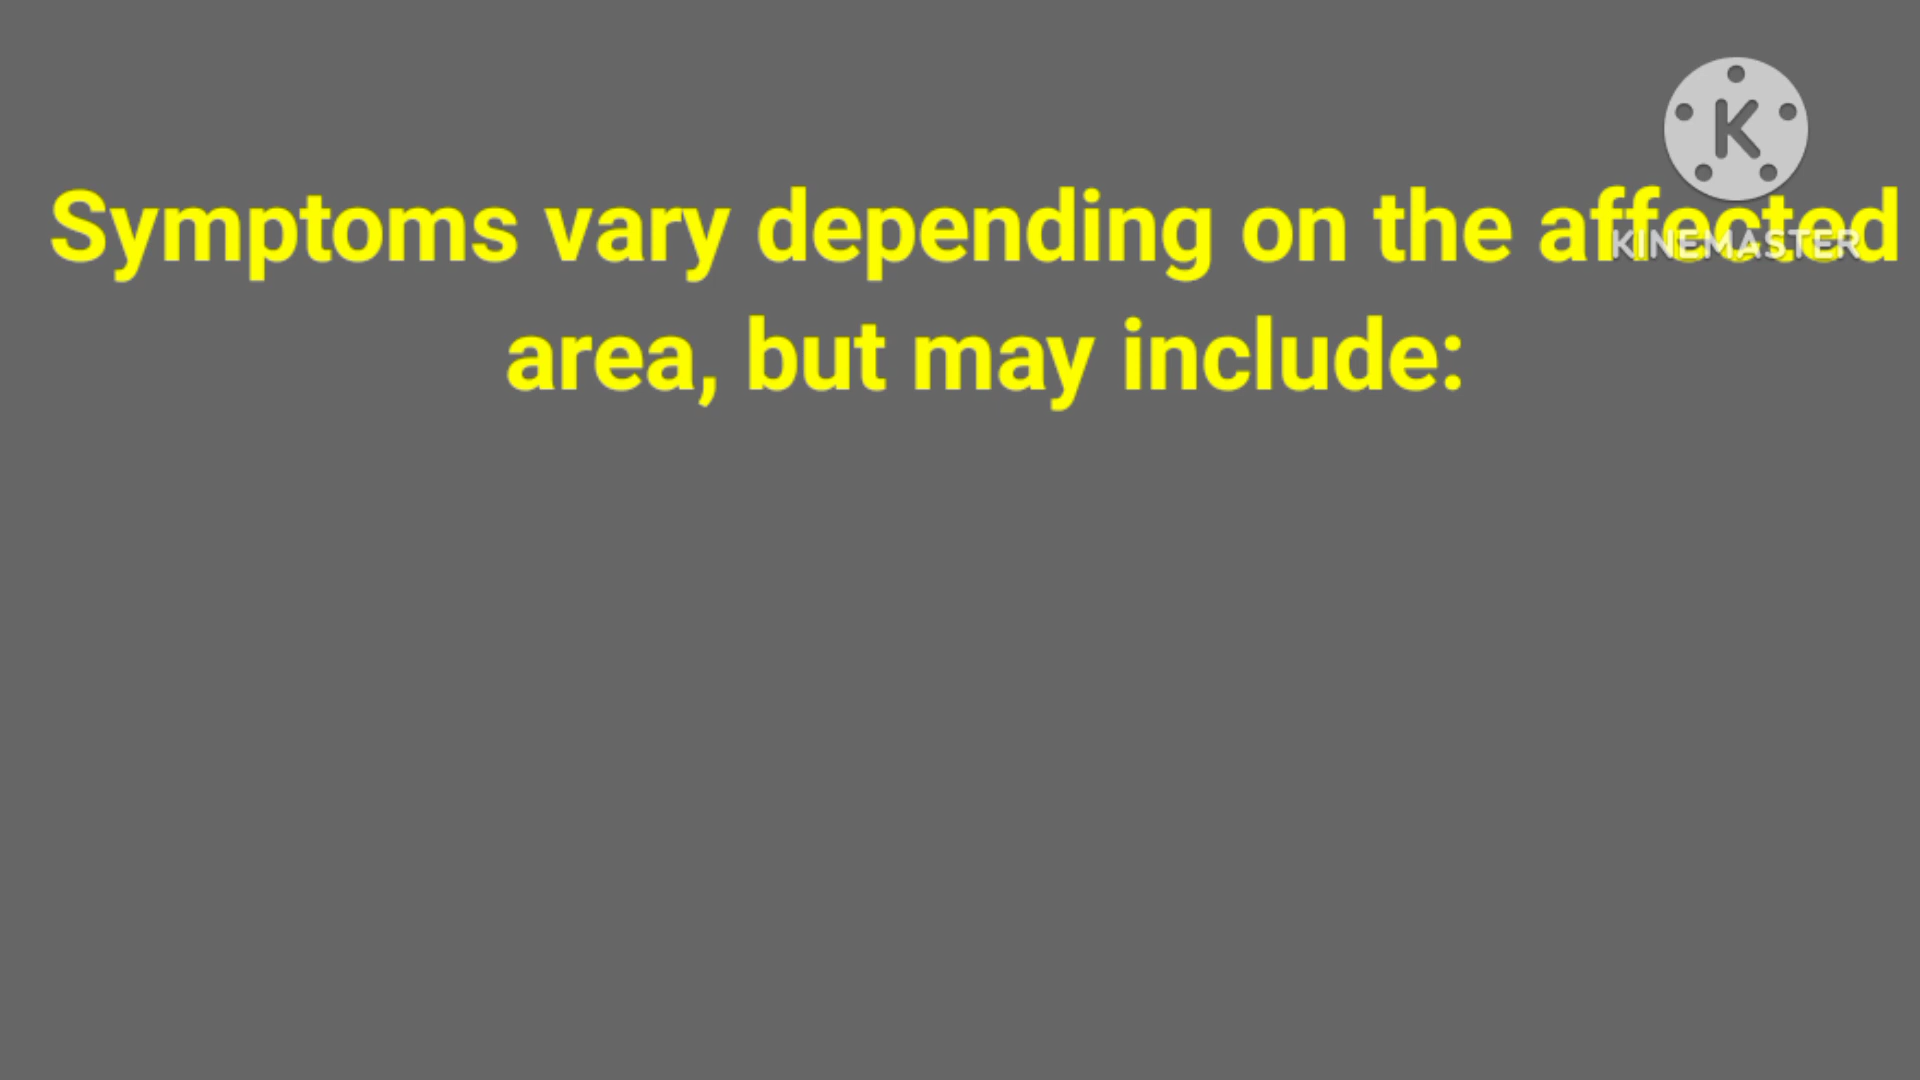 K
Symptoms vary depending on the affected
KINEMASTER
area, but may include: